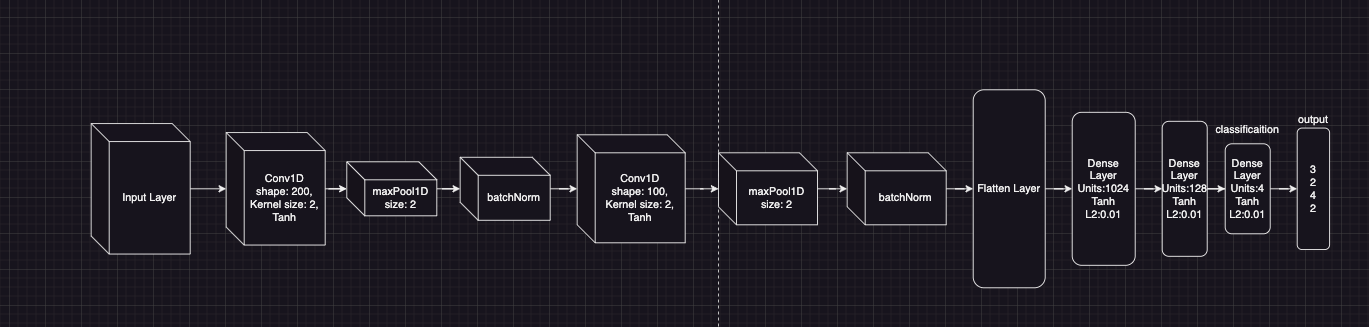 Input Layer
Conv1D
shape: 200,
Kernel size: 2,
Tanh
maxPool1D
size: 2
batchNorm
Conv1D
shape: 100,
Kernel size: 2,
Tanh
maxPool1D
size: 2
batchNorm
Flatten Layer
Dense
Layer
Units:1024
Tanh
L2:0.01
Dense
Layer
Units:128
Tanh
L2:0.01
classificaition
Dense
Layer
Units:4
Tanh
L2:0.01
output
3
2
4
2